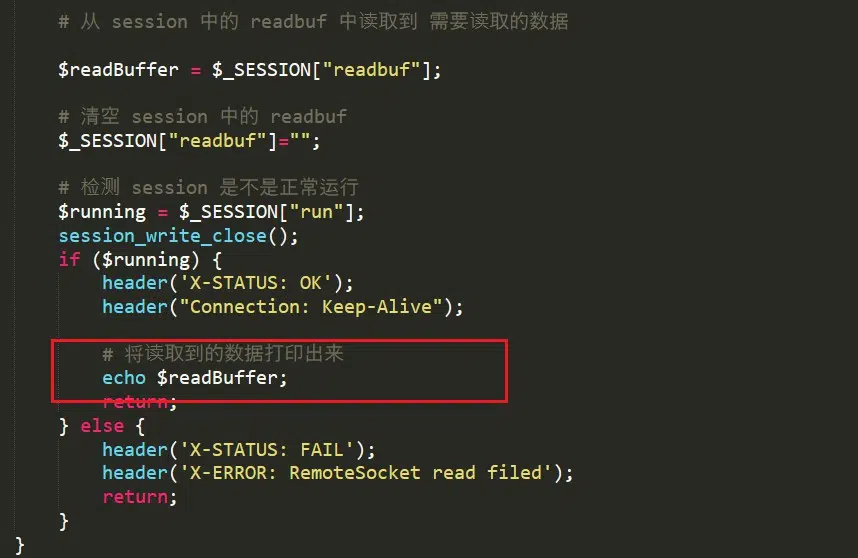 # 从 session 中的 readbuf 中读取到 需要读取的数据
$readBuffer = $_SESSION["readbuf"];
# 清空 session 中的 readbuf
$_SESSION["readbuf"]="";
# 检测 session 是不是正常运行
$running = $_SESSION["run"];
session_write_close();
if ($running) {
header('X-STATUS: OK');
header("Connection: Keep-Alive");
# 将读取到的数据打印出来
echo $readBuffer;
return;
} else {
header('X-STATUS: FAIL');
header('X-ERROR: RemoteSocket read filed');
return;
}
}